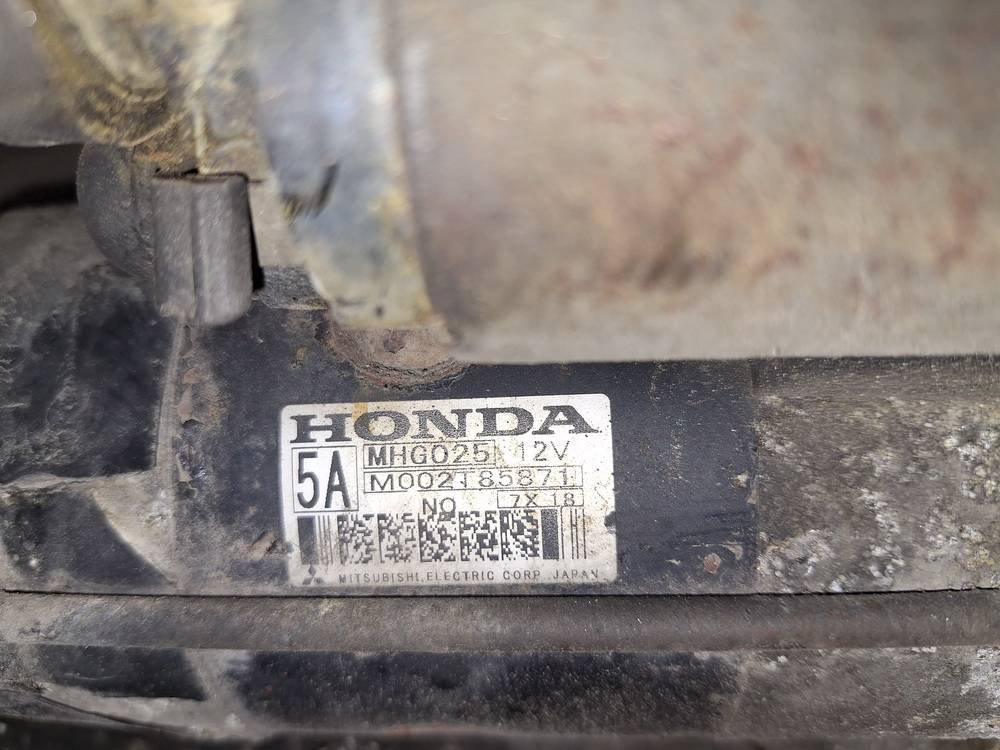 HONDA
5A MHG025 12V
M002T85871
NO 7X 18
MITSUBISHI ELECTRIC CORP. JAPAN